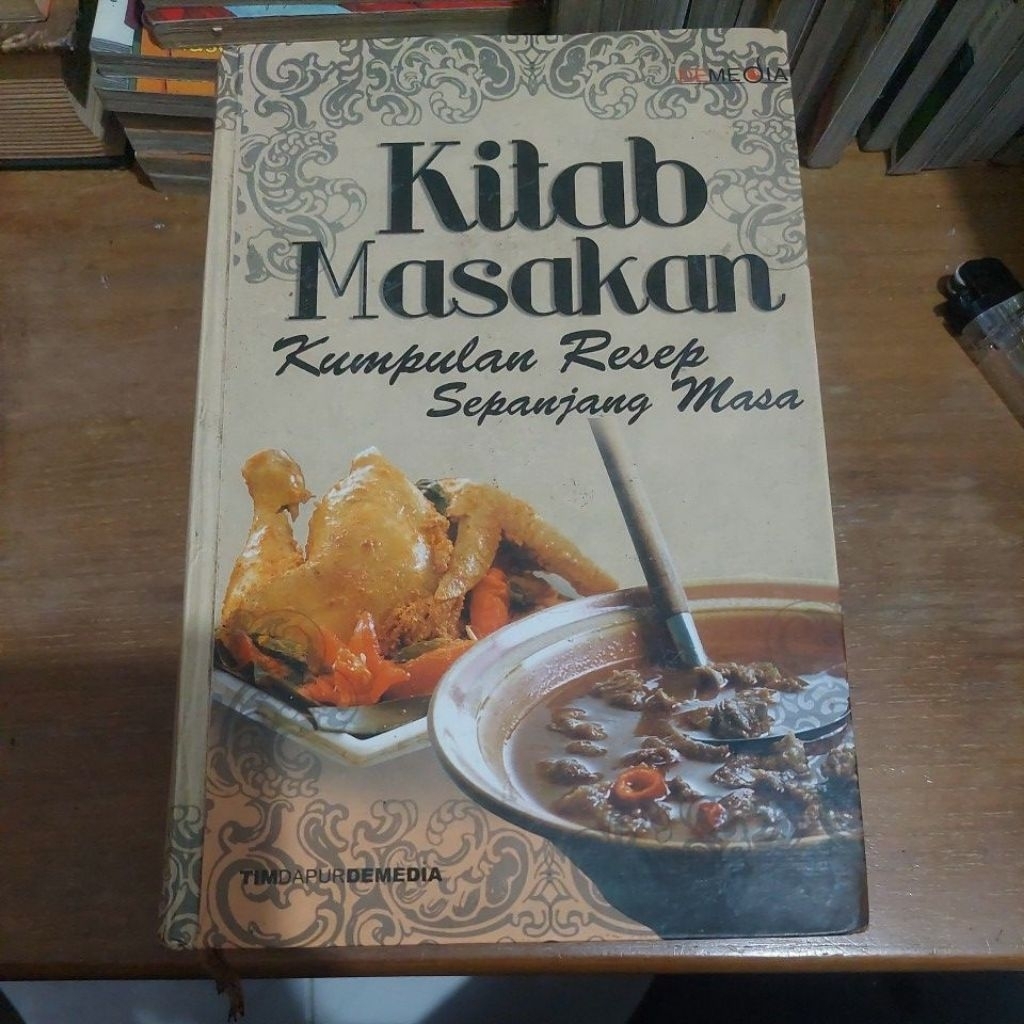 DEMEDIA
Kitab
Masakan
Kumpulan Resep
Sepanjang Masa
TIMDAPURDEMEDIA